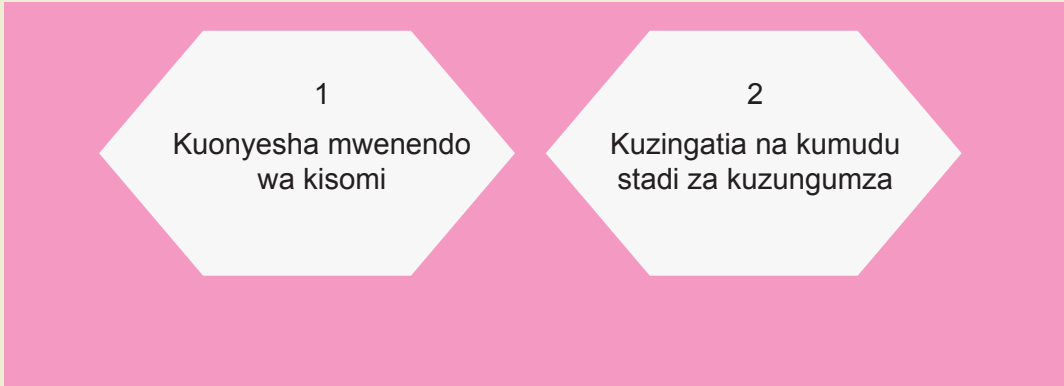 1
Kuonyesha mwenendo
wa kisomi
2
Kuzingatia na kumudu
stadi za kuzungumza